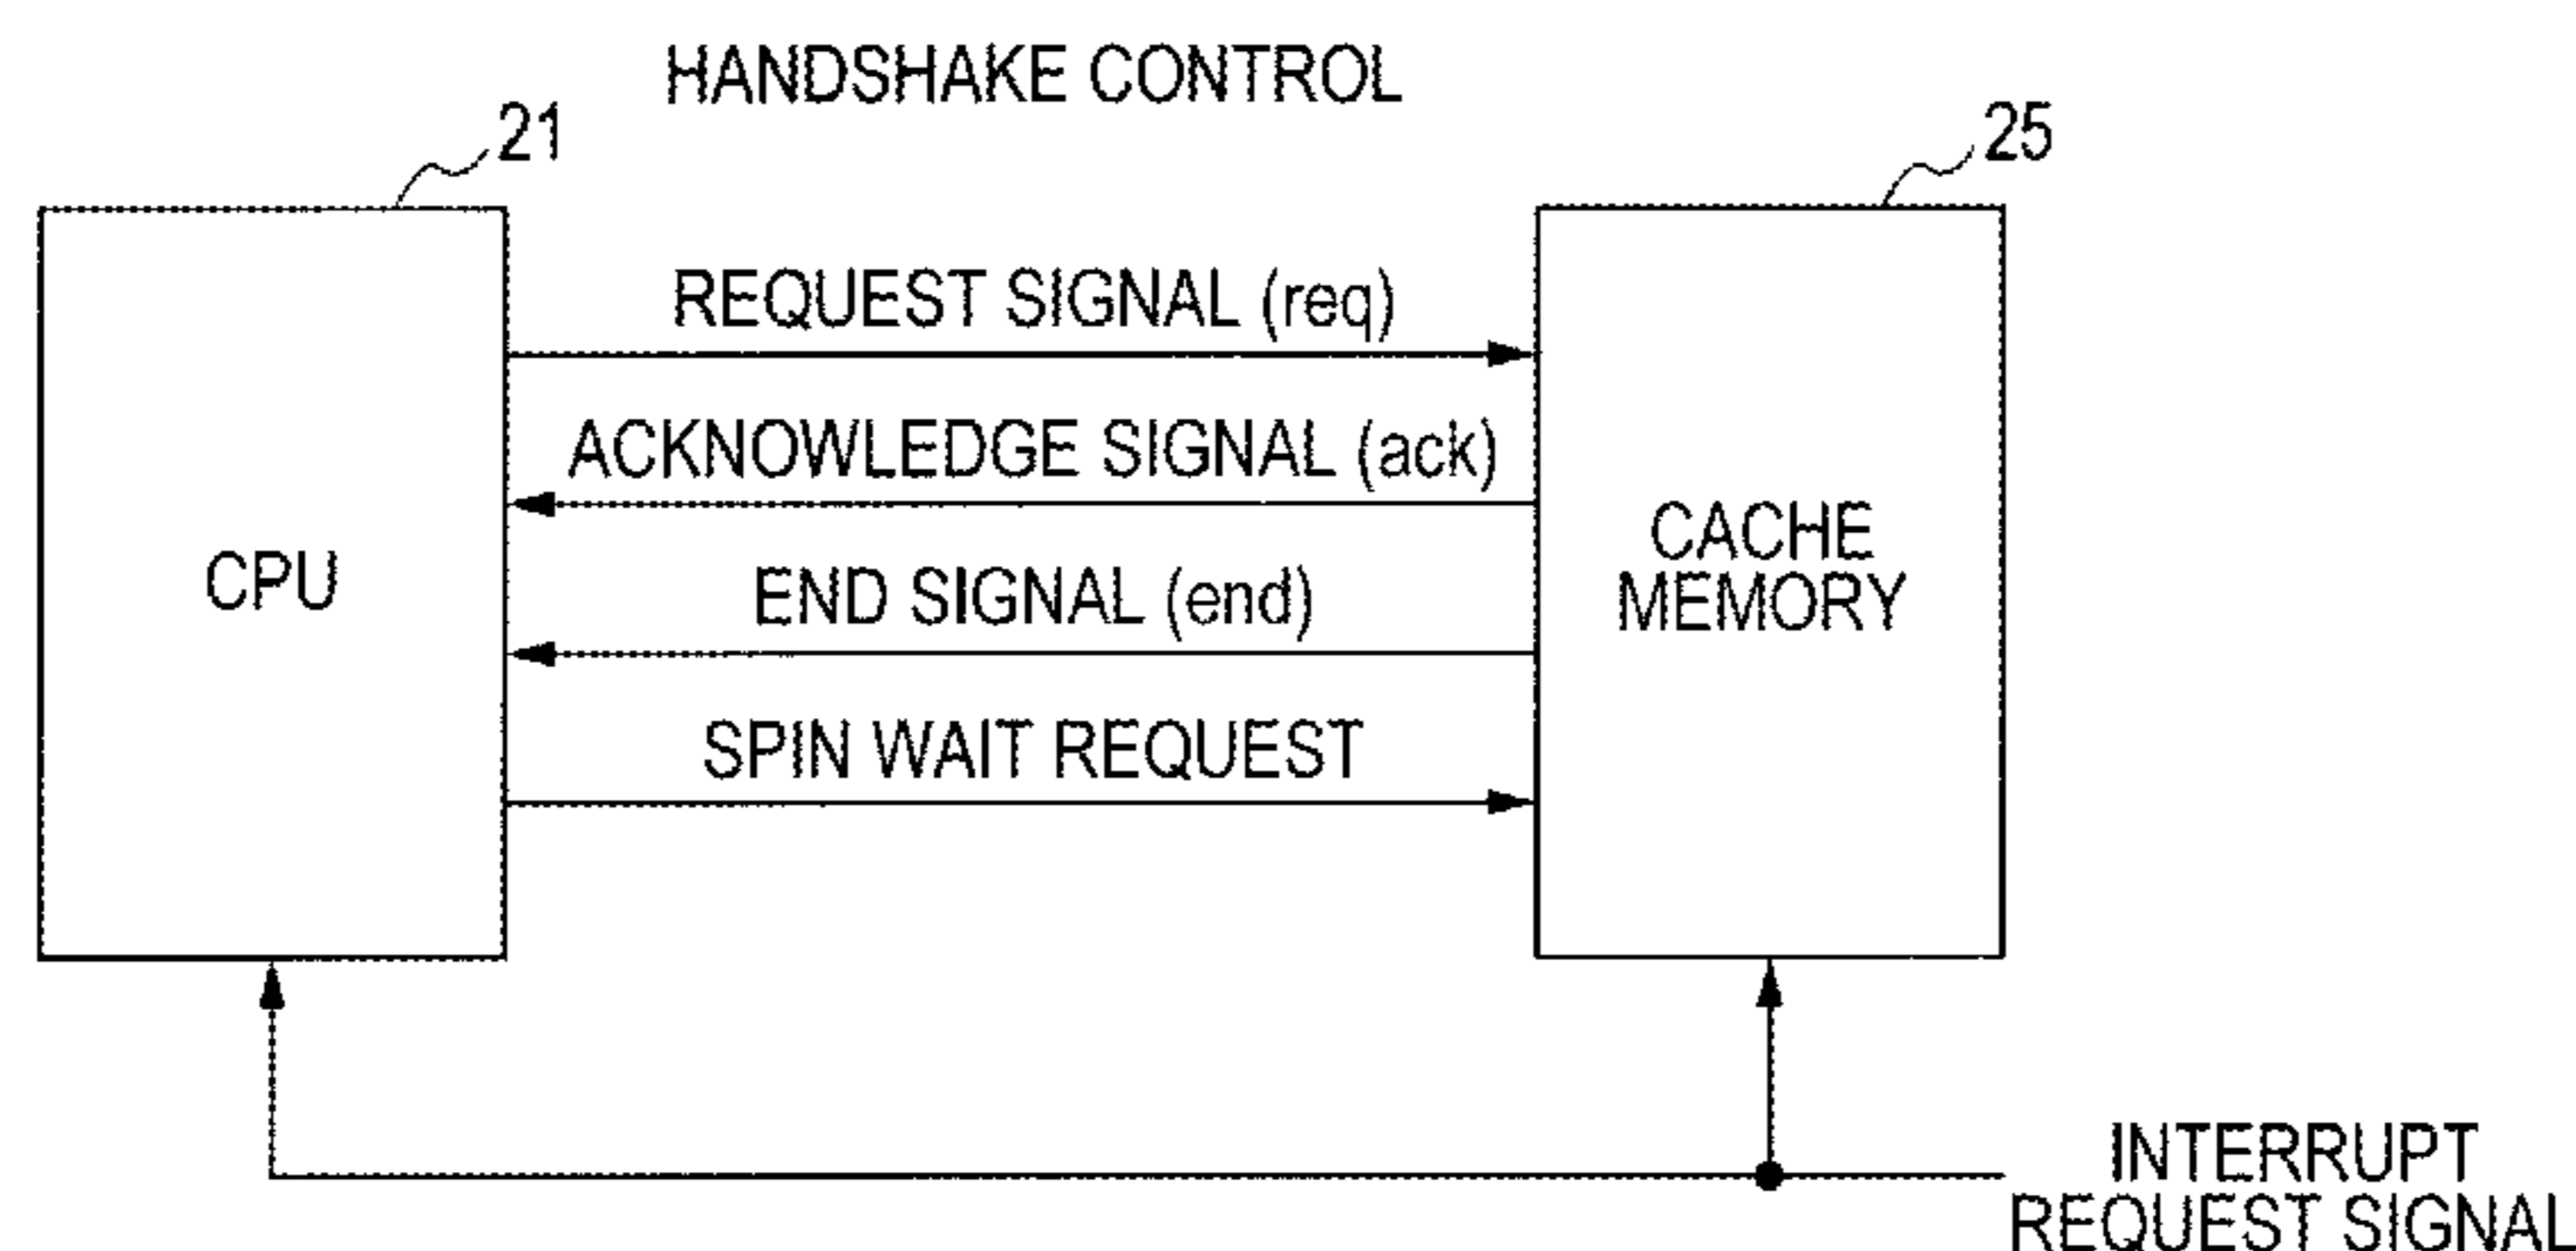 HANDSHAKE CONTROL
21
25
REQUEST SIGNAL (req)
ACKNOWLEDGE SIGNAL (ack)
END SIGNAL (end)
SPIN WAIT REQUEST
CPU
CACHE
MEMORY
INTERRUPT
REQUEST SIGNAL